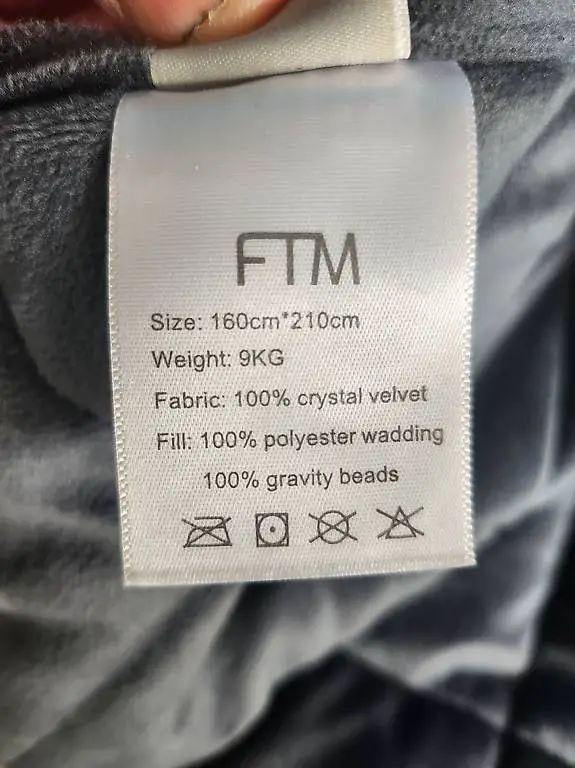 FTM
Size: 160cm*210cm
Weight: 9KG
Fabric: 100% crystal velvet
Fill: 100% polyester wadding
100% gravity beads